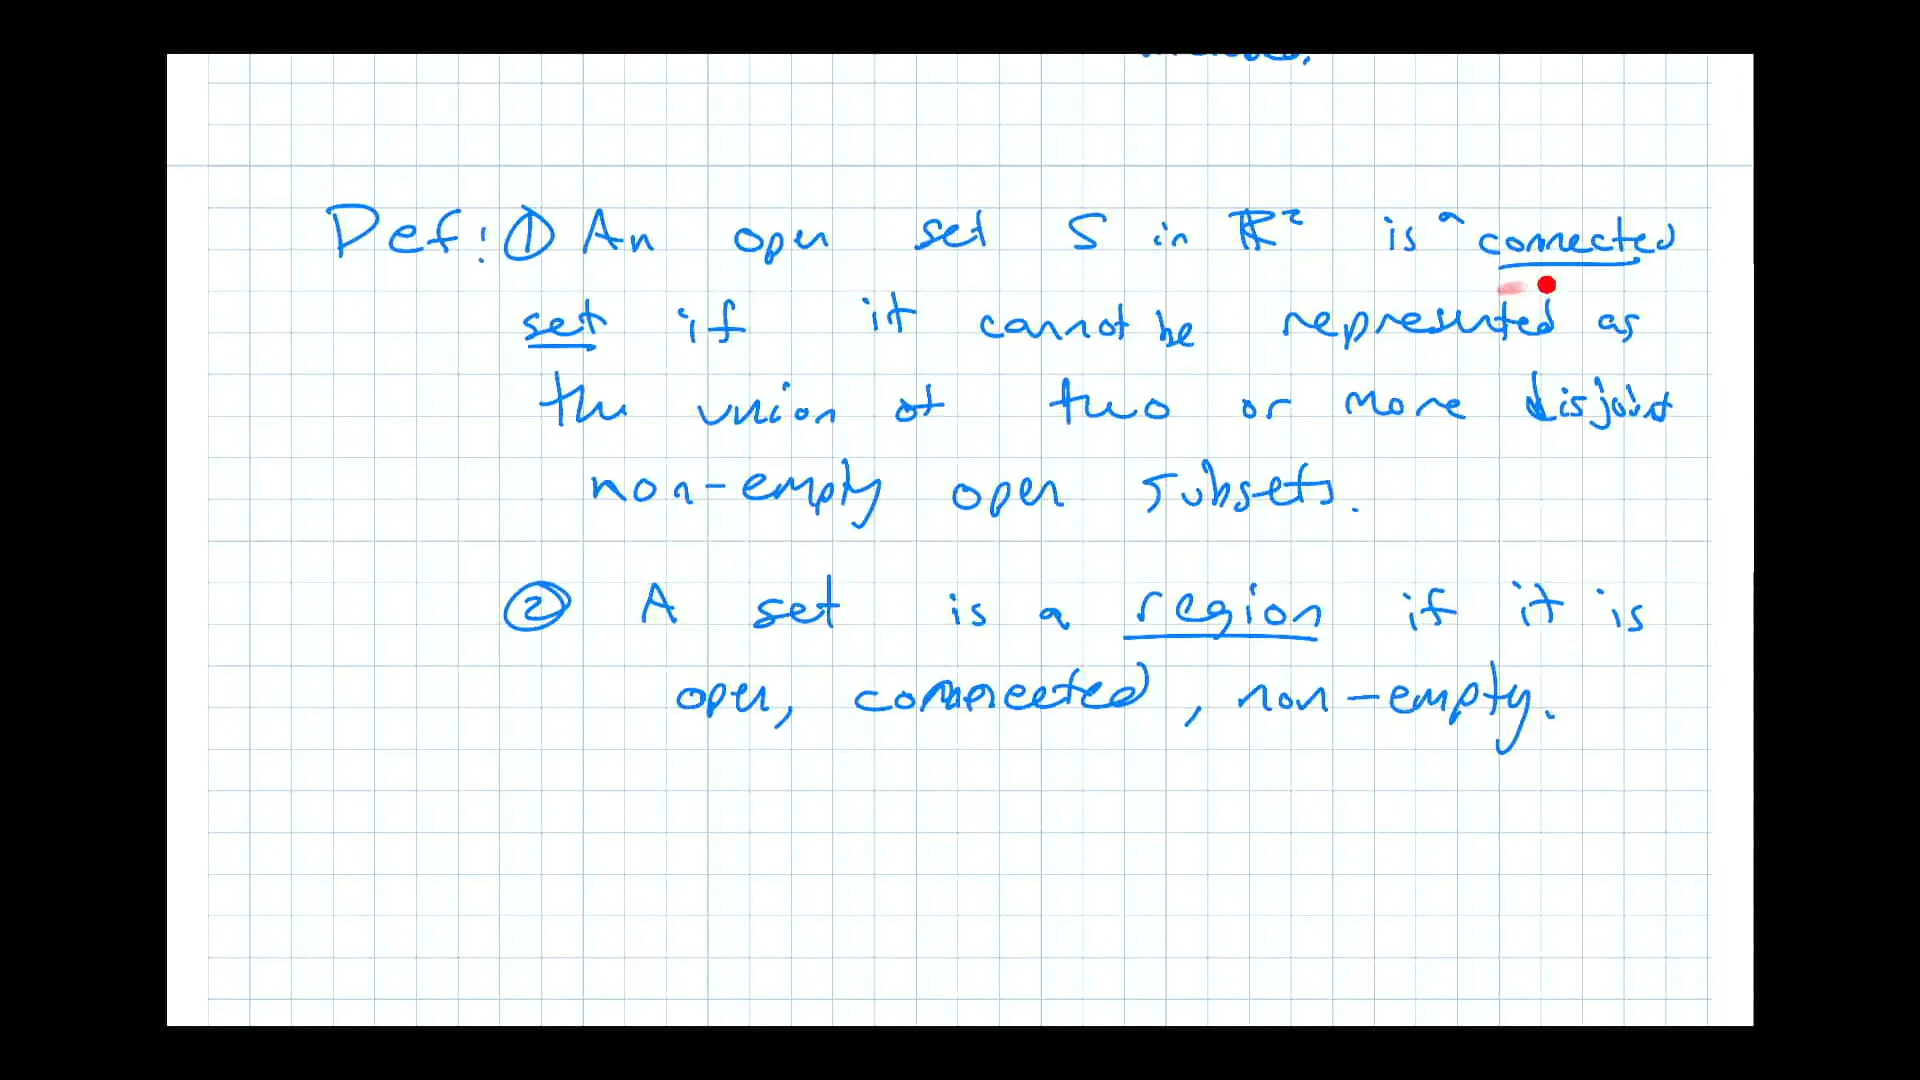 Def: ① An open set S in ℝ² is a connected
set if it cannot be represented as
the union of two or more disjoint
non-empty open subsets.
② A set is a region if it is
open, connected, non-empty.